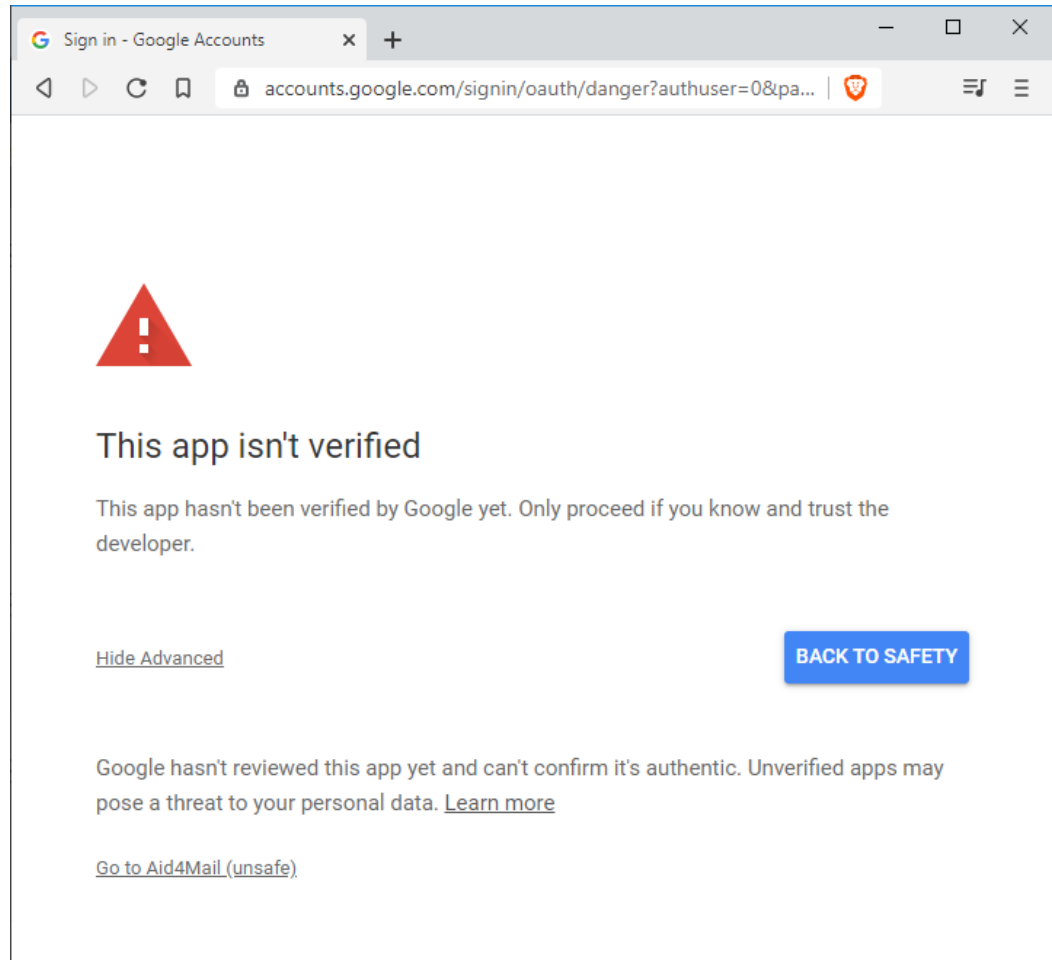 Sign in - Google Accounts
accounts.google.com/signin/oauth/danger?authuser=0&pa...
This app isn't verified
This app hasn't been verified by Google yet. Only proceed if you know and trust the
developer.
Hide Advanced
BACK TO SAFETY
Google hasn't reviewed this app yet and can't confirm it's authentic. Unverified apps may
pose a threat to your personal data. Learn more
Go to Aid4Mail (unsafe)